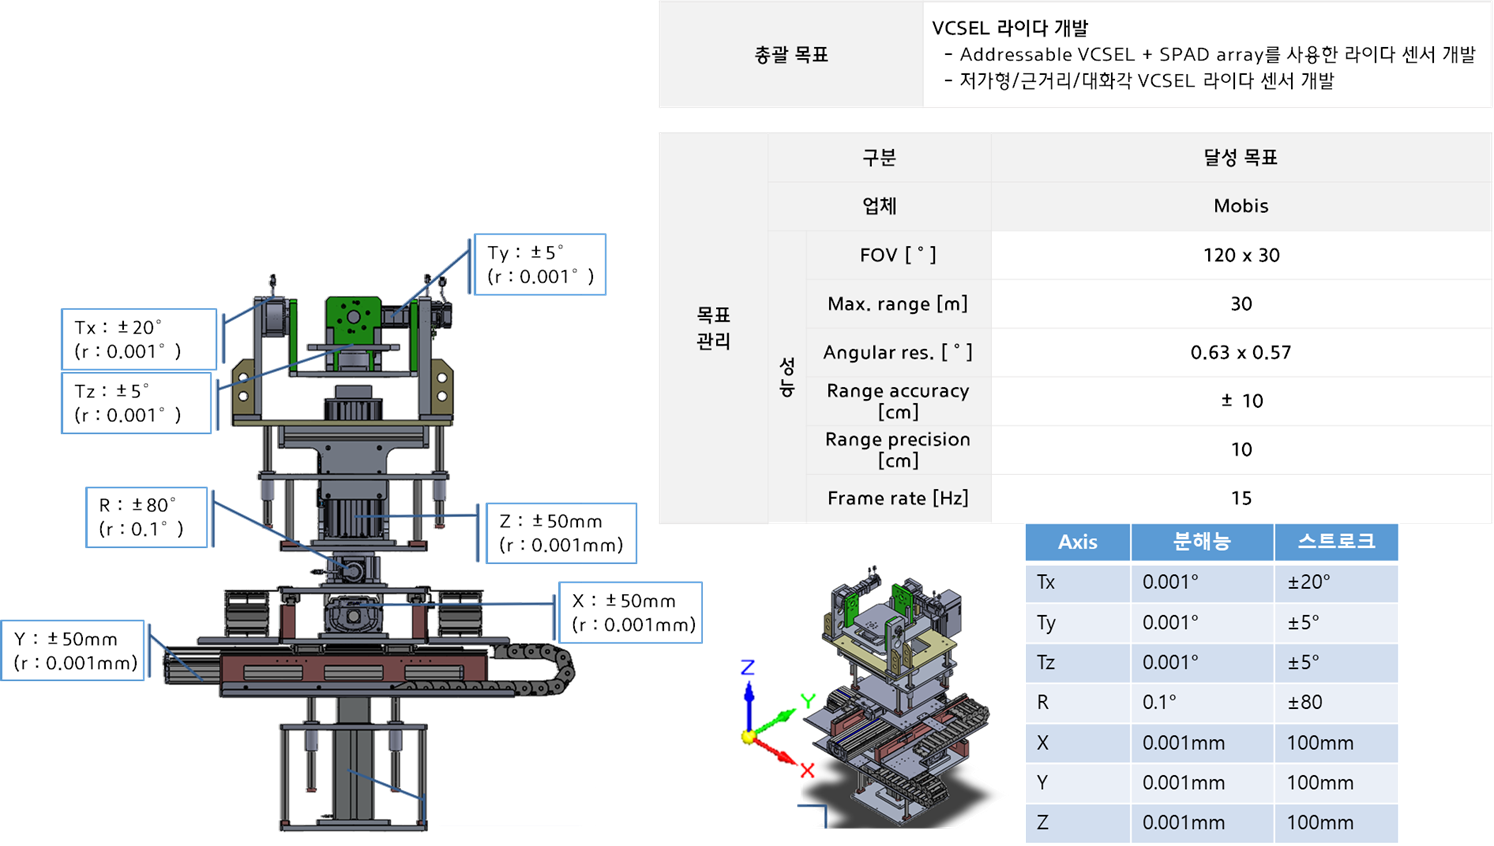 총괄 목표
VCSEL 라이다 개발
- Addressable VCSEL + SPAD array를 사용한 라이다 센서 개발
- 저가형/근거리/대화각 VCSEL 라이다 센서 개발
목표
관리
구분
달성 목표
업체
Mobis
성
능
FOV [ ° ]
120 x 30
Max. range [m]
30
Angular res. [ ° ]
0.63 x 0.57
Range accuracy
[cm]
± 10
Range precision
[cm]
10
Frame rate [Hz]
15
Ty : ±5°
(r : 0.001° )
Tx : ±20°
(r : 0.001° )
Tz : ±5°
(r : 0.001° )
R : ±80°
(r : 0.1° )
Z : ±50mm
(r : 0.001mm)
X : ±50mm
(r : 0.001mm)
Y : ±50mm
(r : 0.001mm)
Z
Y
X
Axis 분해능 스트로크
Tx 0.001° ±20°
Ty 0.001° ±5°
Tz 0.001° ±5°
R 0.1° ±80
X 0.001mm 100mm
Y 0.001mm 100mm
Z 0.001mm 100mm